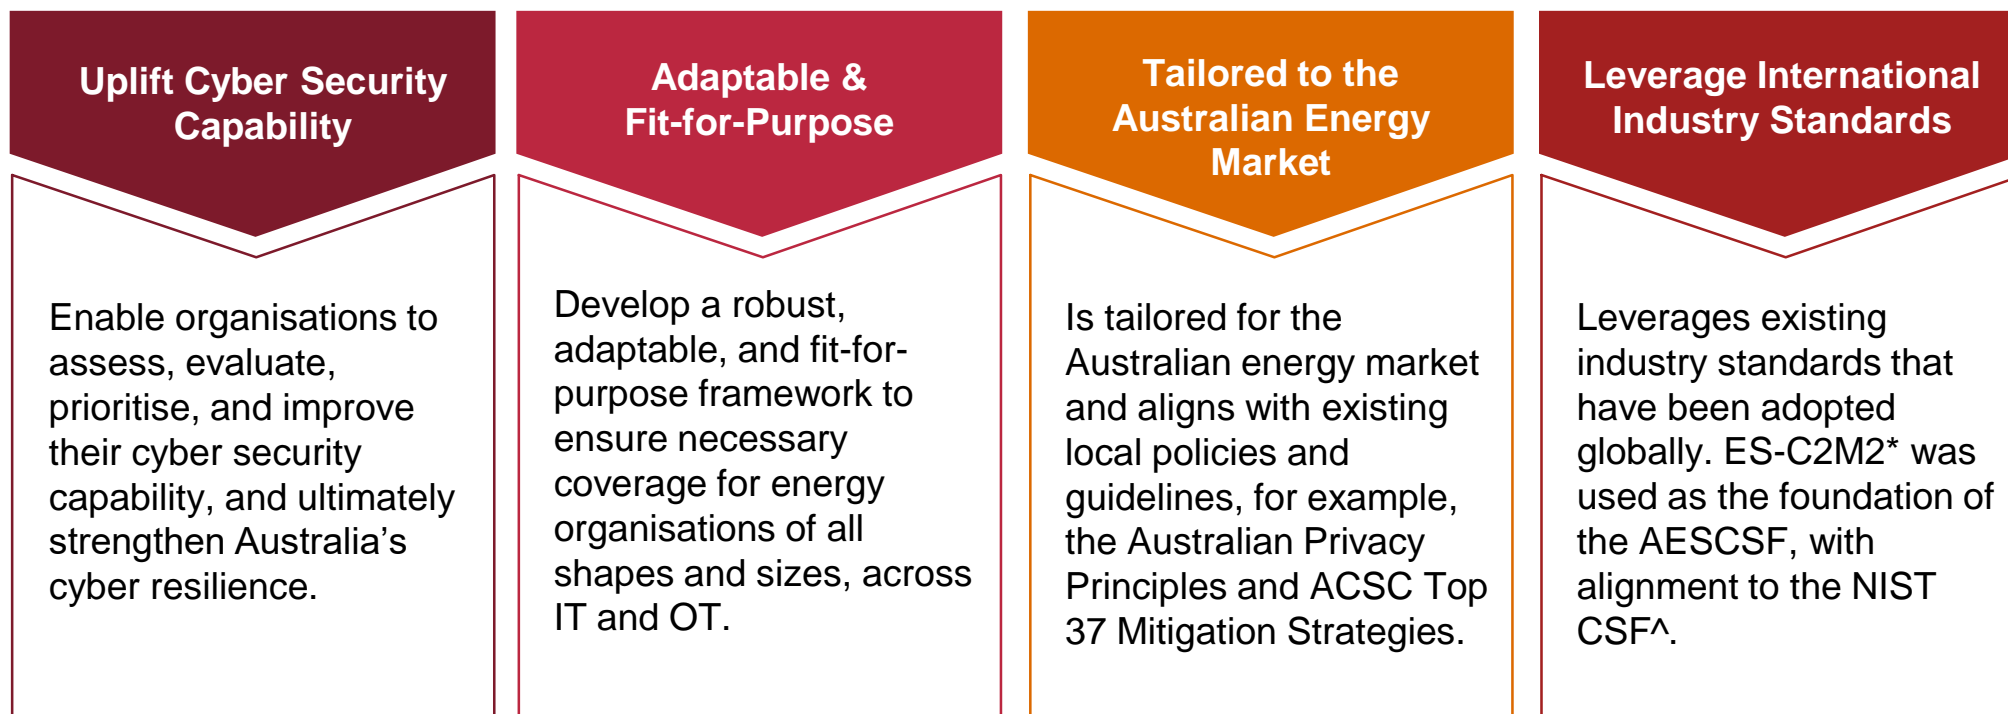 Uplift Cyber Security
Capability
Enable organisations to
assess, evaluate,
prioritise, and improve
their cyber security
capability, and ultimately
strengthen Australia’s
cyber resilience.
Adaptable &
Fit-for-Purpose
Develop a robust,
adaptable, and fit-for-
purpose framework to
ensure necessary
coverage for energy
organisations of all
shapes and sizes, across
IT and OT.
Tailored to the
Australian Energy
Market
Is tailored for the
Australian energy market
and aligns with existing
local policies and
guidelines, for example,
the Australian Privacy
Principles and ACSC Top
37 Mitigation Strategies.
Leverage International
Industry Standards
Leverages existing
industry standards that
have been adopted
globally. ES-C2M2* was
used as the foundation of
the AESCSF, with
alignment to the NIST
CSF^.